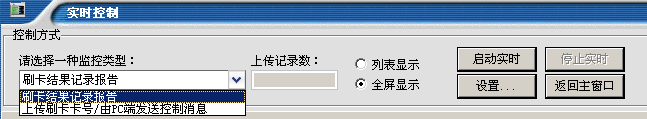 实时控制
控制方式
请选择一种监控类型：
上传记录数：
刷卡结果记录报告
列表显示
全屏显示
启动实时
停止实时
设置...
返回主窗口
刷卡结果记录报告
上传刷卡卡号/由PC端发送控制消息